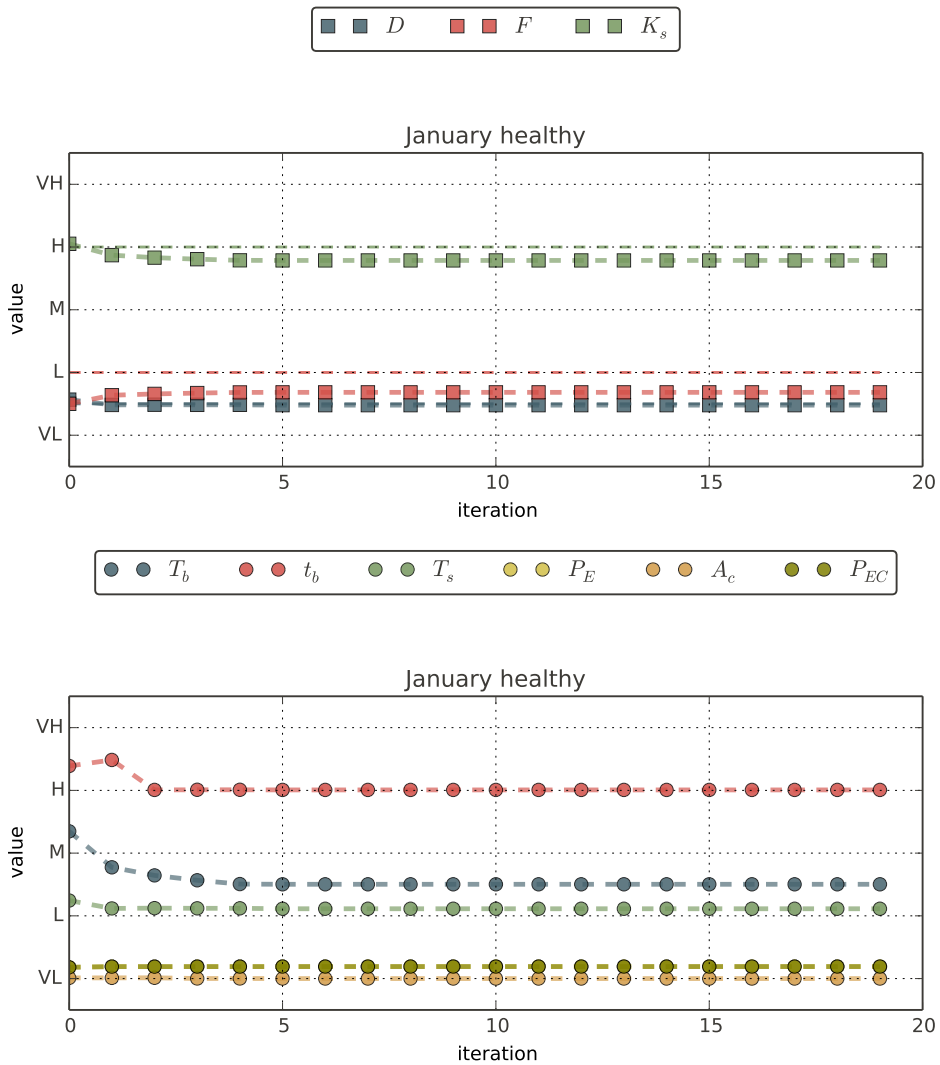 D F K_s
January healthy
VH
H
M
L
VL
value
0 5 10 15 20
iteration
T_b t_b T_s P_E A_c P_EC
January healthy
VH
H
M
L
VL
value
0 5 10 15 20
iteration